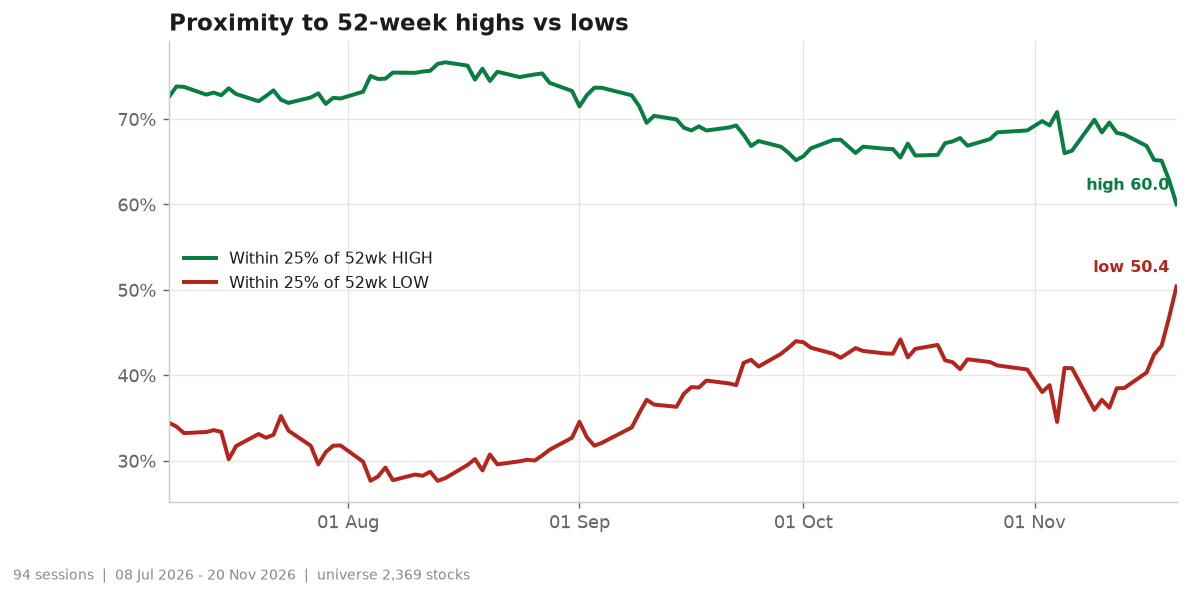 Proximity to 52-week highs vs lows
70%
60%
50%
40%
30%
high 60.0
low 50.4
Within 25% of 52wk HIGH
Within 25% of 52wk LOW
01 Aug
01 Sep
01 Oct
01 Nov
94 sessions | 08 Jul 2026 - 20 Nov 2026 | universe 2,369 stocks